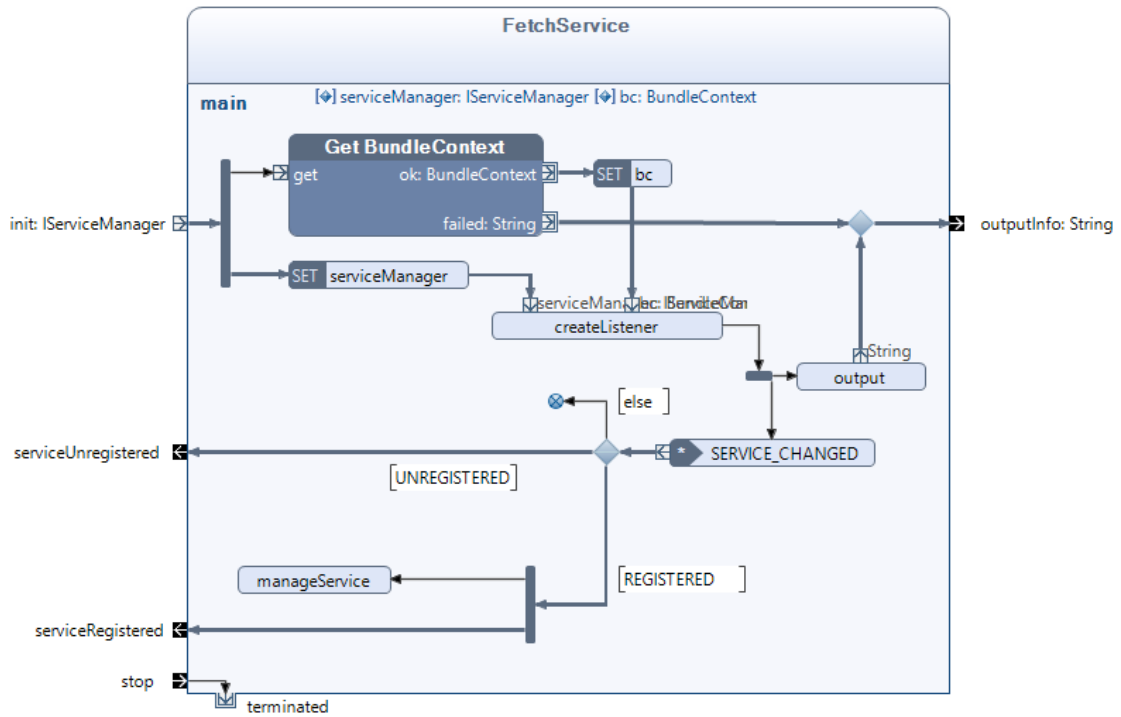 FetchService
main
serviceManager: IServiceManager bc: BundleContext
Get BundleContext
get
ok: BundleContext
SET bc
init: IServiceManager
failed: String
outputInfo: String
SET serviceManager
serviceMana
createListener
String
output
[else ]
serviceUnregistered
* SERVICE_CHANGED
[UNREGISTERED]
manageService
[REGISTERED ]
serviceRegistered
stop
terminated